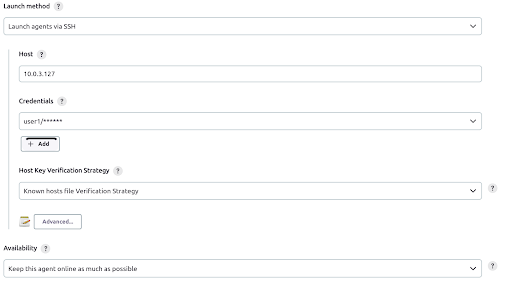 Launch method ?
Launch agents via SSH
Host ?
10.0.3.127
Credentials ?
user1/******
+ Add
Host Key Verification Strategy ?
Known hosts file Verification Strategy
?
Advanced...
Availability ?
Keep this agent online as much as possible
?